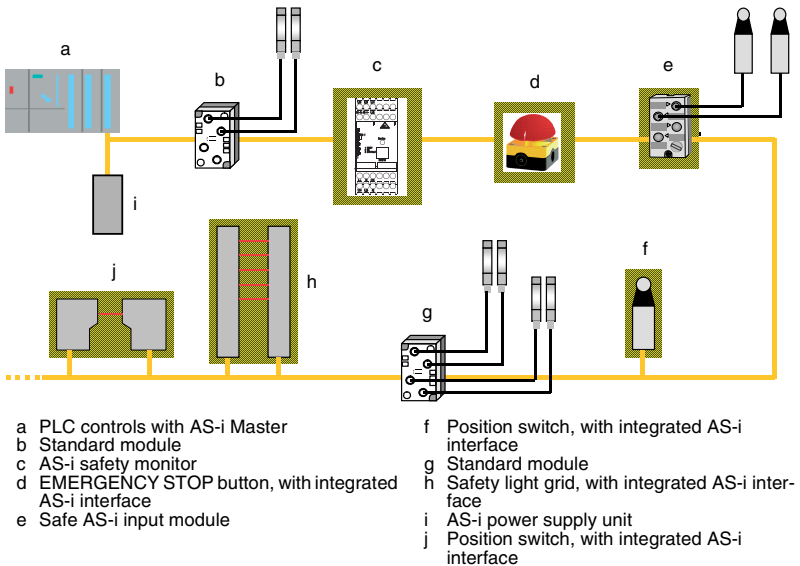 a
b
c
d
e
i
j
h
g
f
a PLC controls with AS-i Master
b Standard module
c AS-i safety monitor
d EMERGENCY STOP button, with integrated
AS-i interface
e Safe AS-i input module
f Position switch, with integrated AS-i
interface
g Standard module
h Safety light grid, with integrated AS-i inter-
face
i AS-i power supply unit
j Position switch, with integrated AS-i
interface